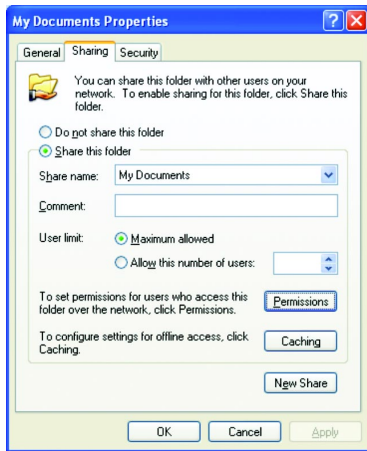 My Documents Properties
General Sharing Security
You can share this folder with other users on your
network. To enable sharing for this folder, click Share this
folder.
Do not share this folder
Share this folder
Share name: My Documents
Comment:
User limit: Maximum allowed
Allow this number of users:
To set permissions for users who access this
folder over the network, click Permissions.
Permissions
To configure settings for offline access, click
Caching.
Caching
New Share
OK Cancel Apply